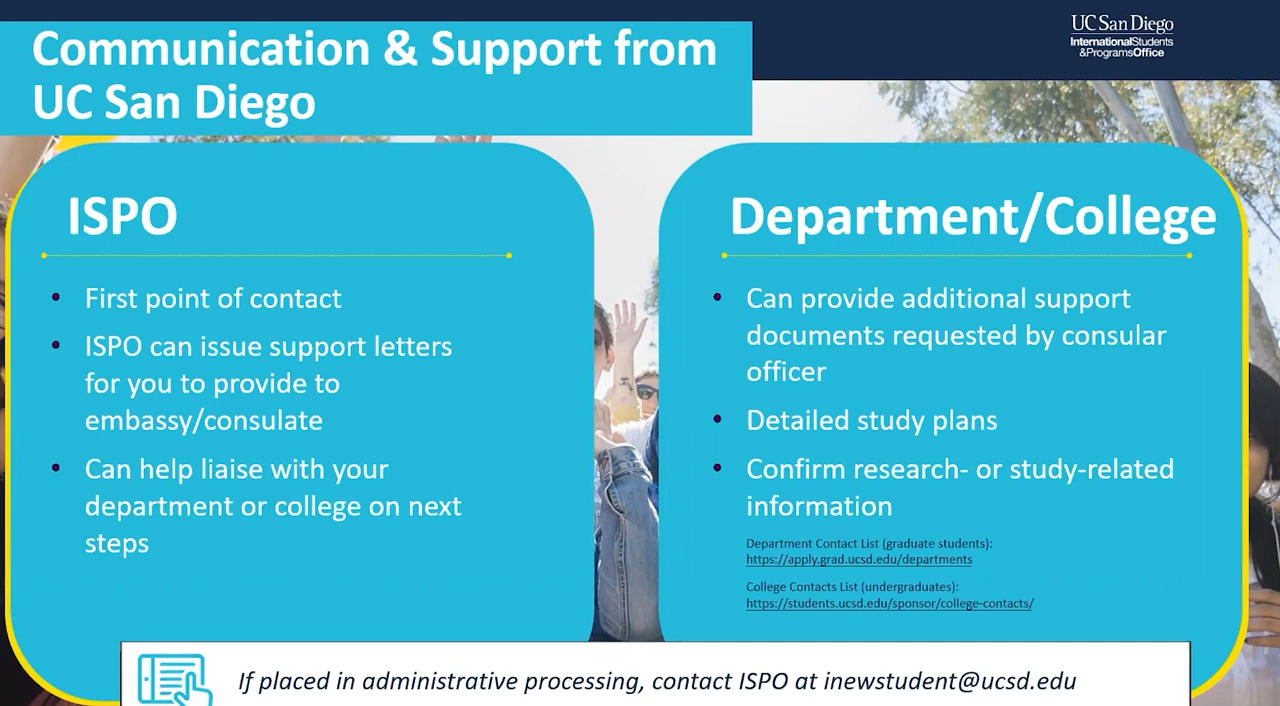 Communication & Support from
UC San Diego
UC San Diego
InternationalStudents
&ProgramsOffice
ISPO
• First point of contact
• ISPO can issue support letters
for you to provide to
embassy/consulate
• Can help liaise with your
department or college on next
steps
Department/College
• Can provide additional support
documents requested by consular
officer
• Detailed study plans
• Confirm research- or study-related
information
Department Contact List (graduate students):
https://apply.grad.ucsd.edu/departments
College Contacts List (undergraduates):
https://students.ucsd.edu/sponsor/college-contacts/
If placed in administrative processing, contact ISPO at inewstudent@ucsd.edu